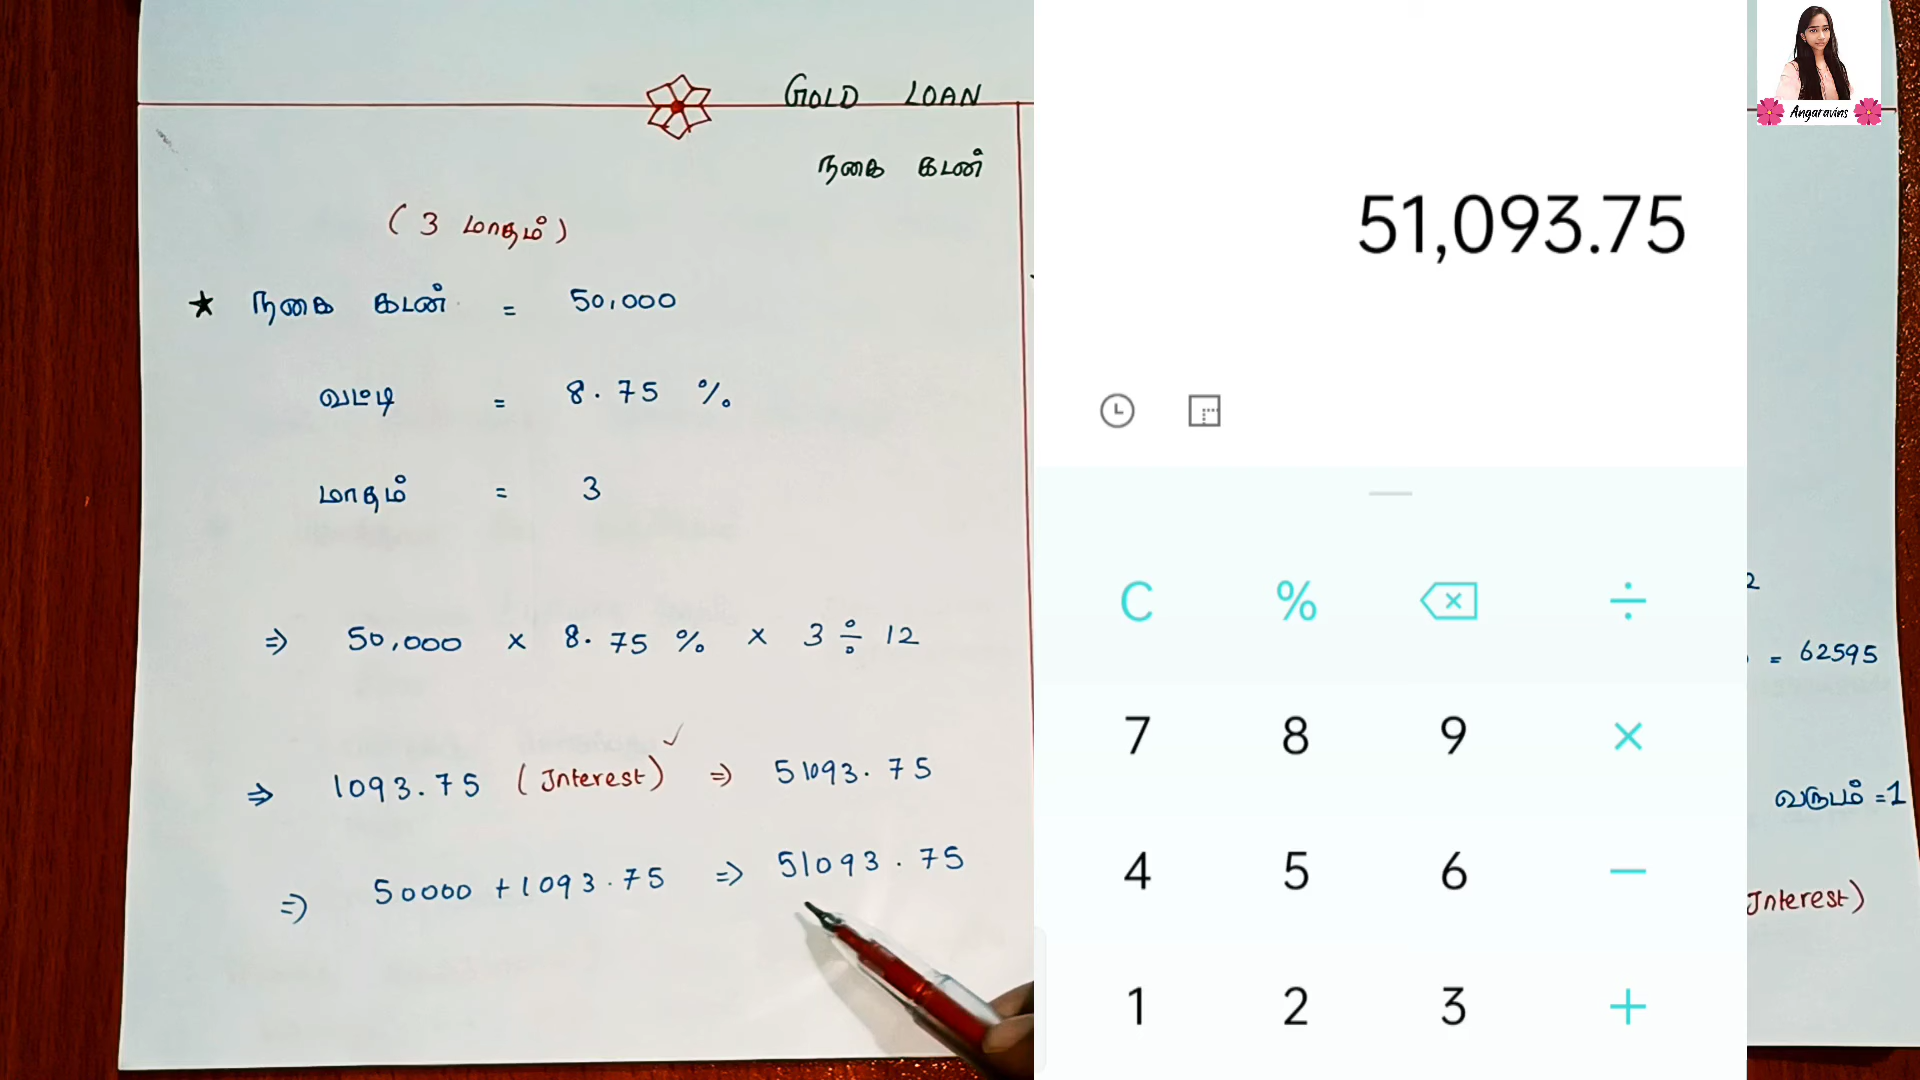 GOLD LOAN
நகை கடன்
( 3 மாதம் )
★ நகை கடன் = 50,000
வட்டி = 8.75 %
மாதம் = 3
⇒ 50,000 × 8.75 % × 3 ÷ 12
⇒ 1093.75 (Interest) ✓ ⇒ 51093.75
⇒ 50000 + 1093.75 ⇒ 51093.75
51,093.75
C % ÷
7 8 9 ×
4 5 6 −
1 2 3 +
Angaravins
2
= 62595
வருடம் = 1
Interest)